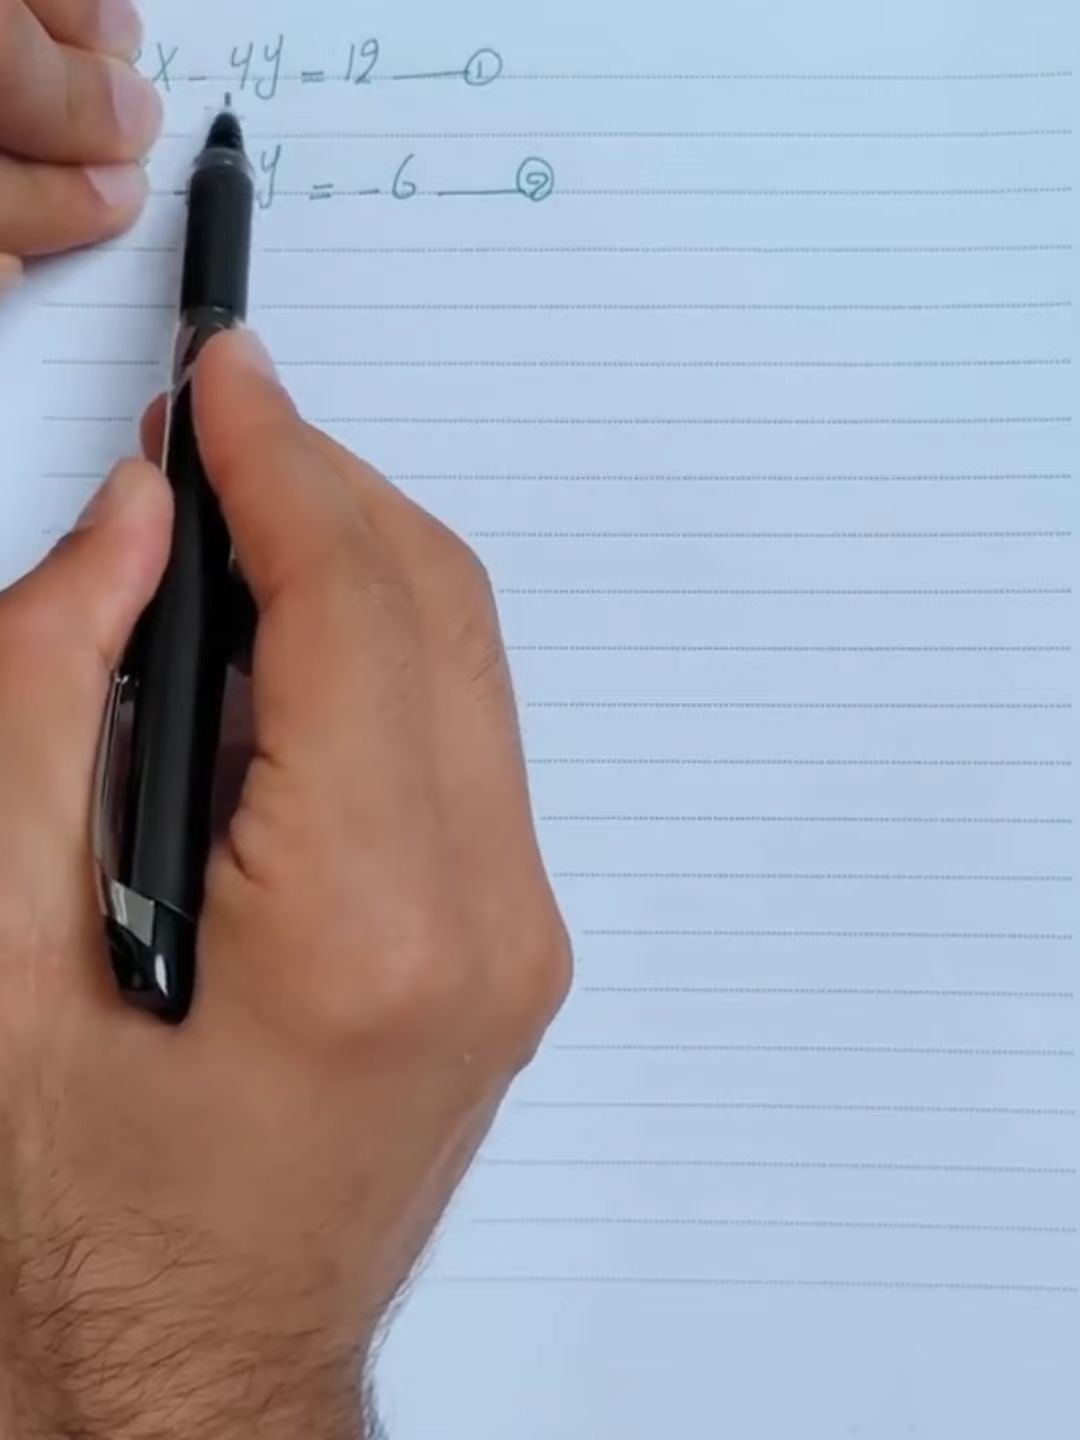 x - 4y = 12 —— ①
y = - 6 —— ②